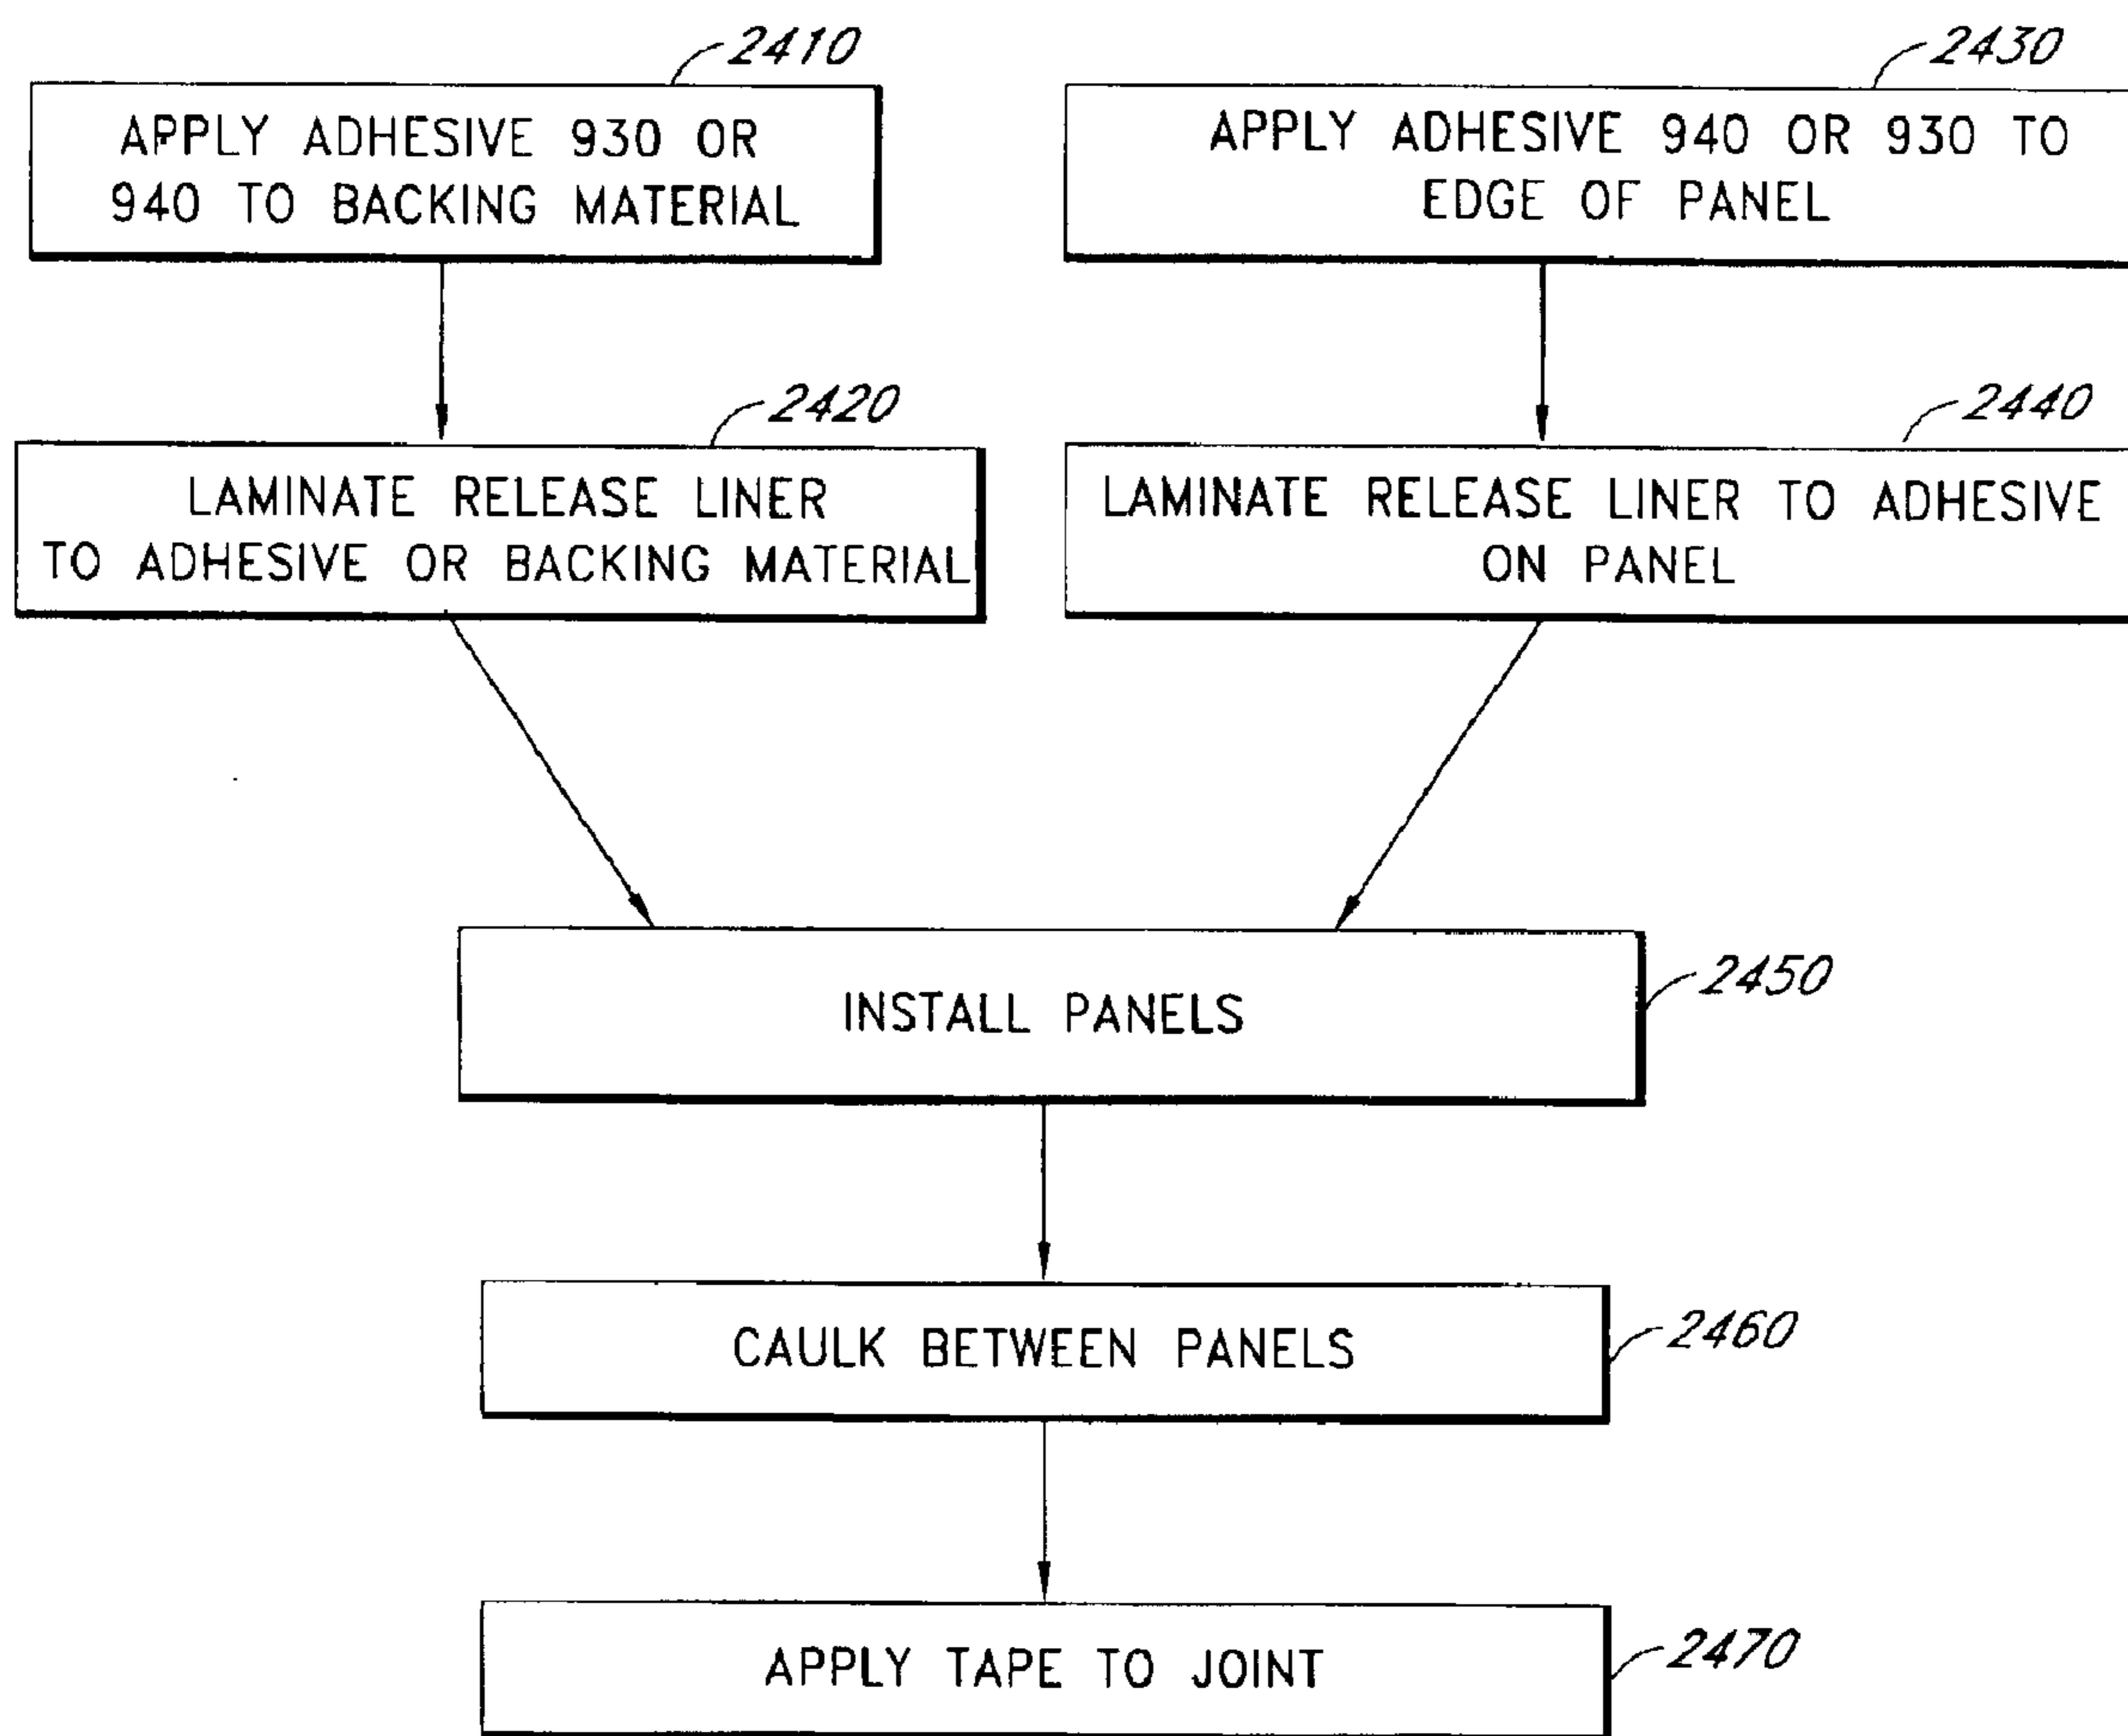 2410
APPLY ADHESIVE 930 OR
940 TO BACKING MATERIAL
2430
APPLY ADHESIVE 940 OR 930 TO
EDGE OF PANEL
2420
LAMINATE RELEASE LINER
TO ADHESIVE OR BACKING MATERIAL
2440
LAMINATE RELEASE LINER TO ADHESIVE
ON PANEL
2450
INSTALL PANELS
2460
CAULK BETWEEN PANELS
2470
APPLY TAPE TO JOINT